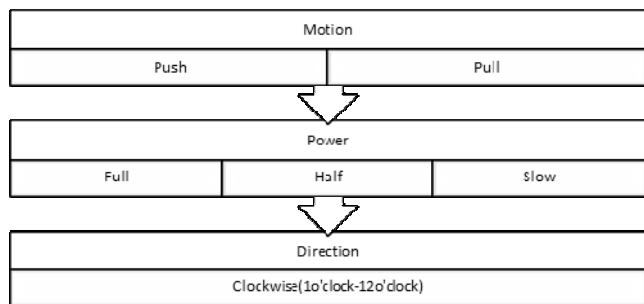 Motion
Push Pull
Power
Full Half Slow
Direction
Clockwise(1o'clock-12o'clock)